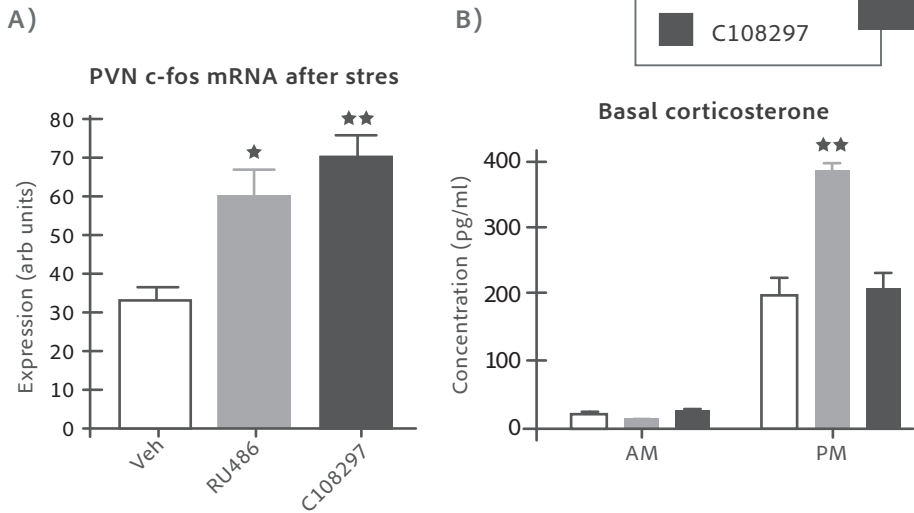 A)
PVN c-fos mRNA after stres
Expression (arb units)
80
70
60
50
40
30
20
10
0
Veh
RU486
C108297
B)
C108297
Basal corticosterone
Concentration (pg/ml)
400
300
200
100
0
AM
PM